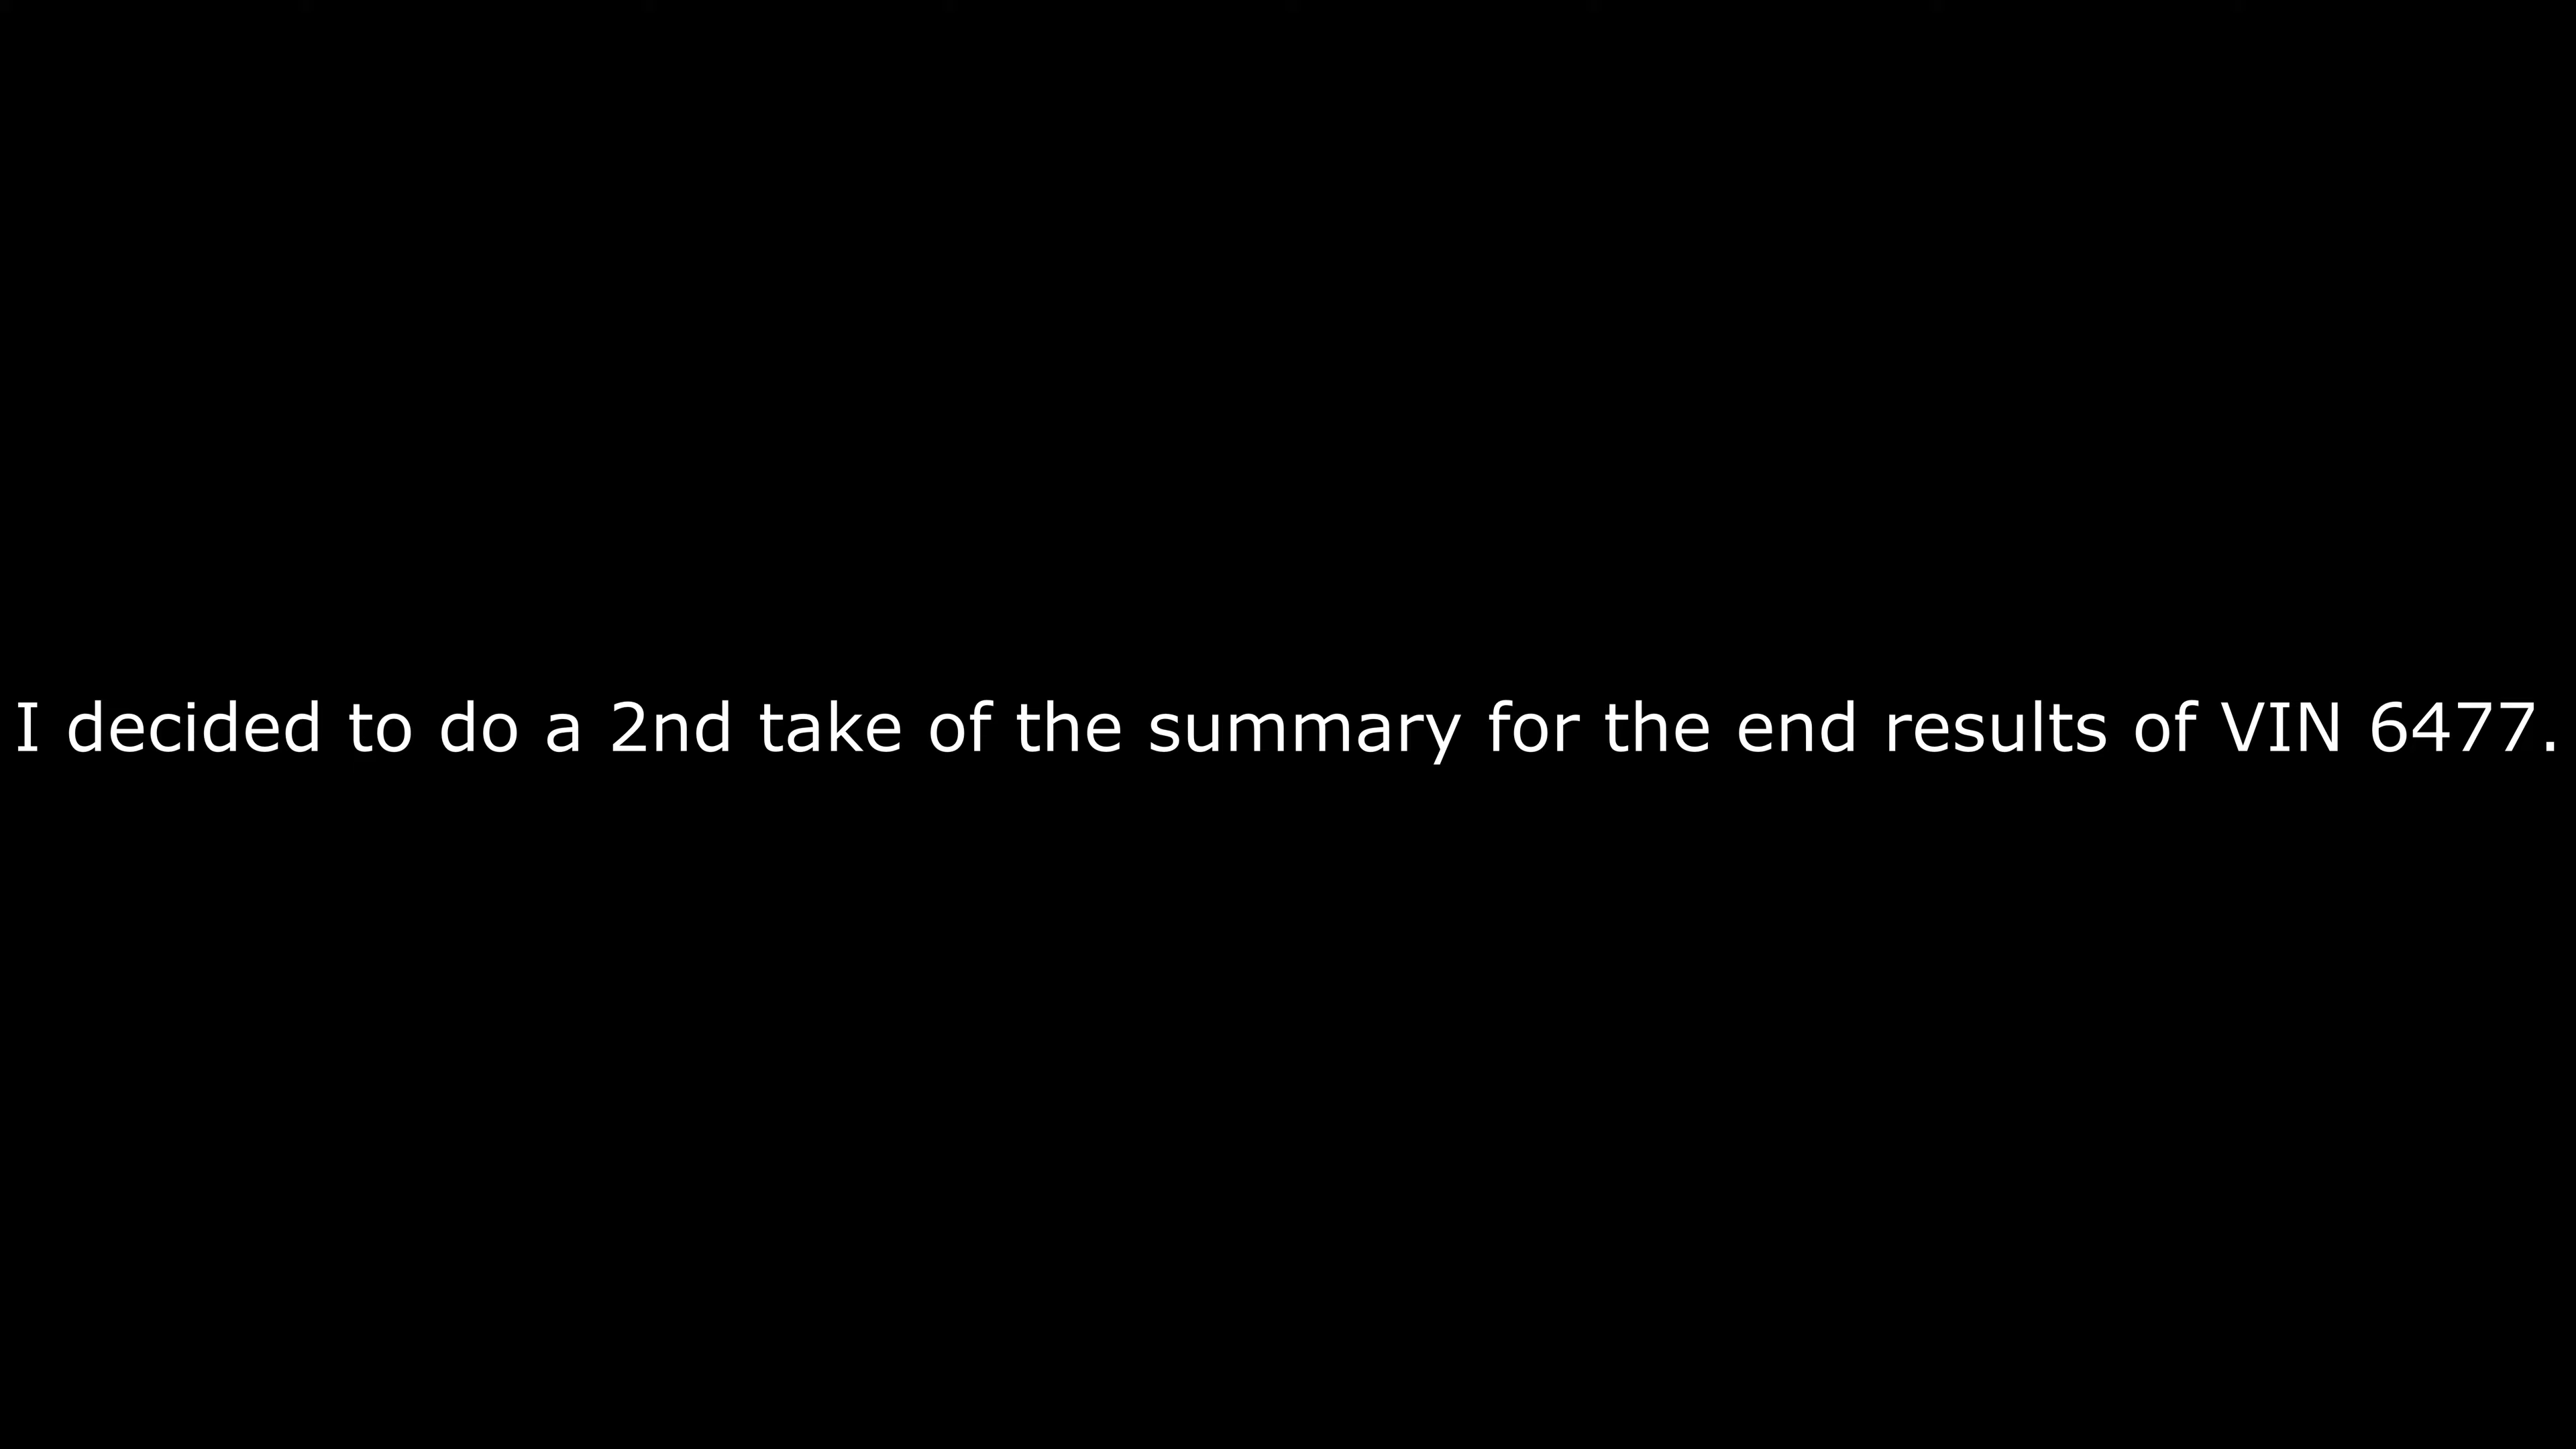 I decided to do a 2nd take of the summary for the end results of VIN 6477.